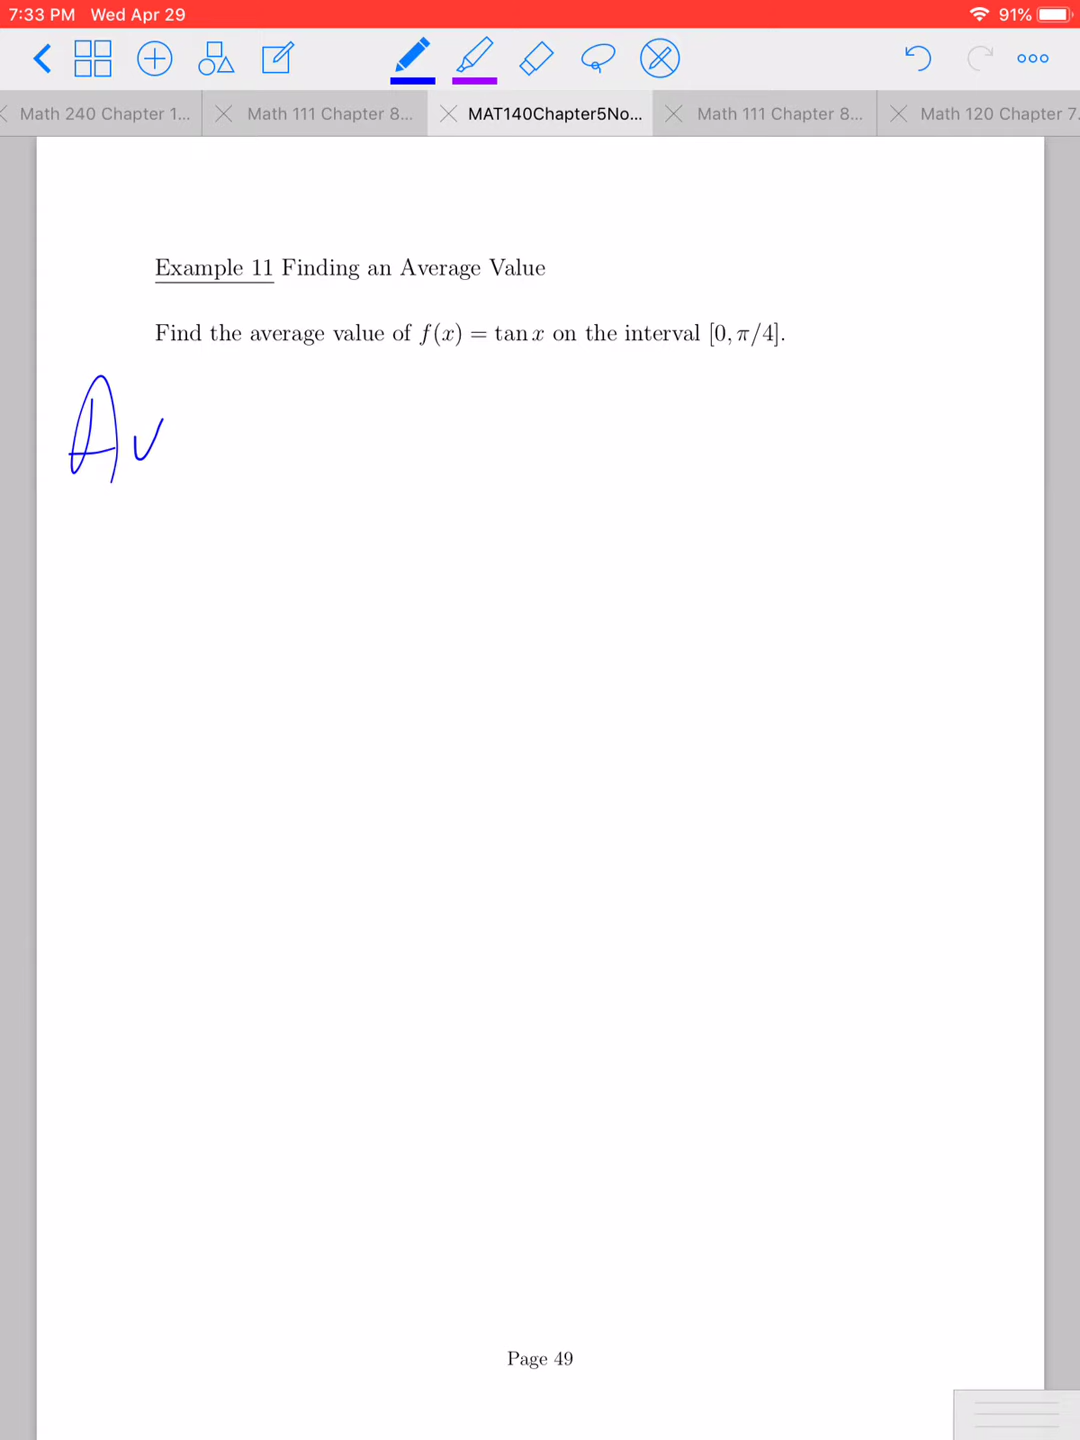 7:33 PM Wed Apr 29 91%
Math 240 Chapter 1... Math 111 Chapter 8... MAT140Chapter5No... Math 111 Chapter 8... Math 120 Chapter 7.
Example 11 Finding an Average Value
Find the average value of f(x) = tan x on the interval [0, π/4].
Av
Page 49